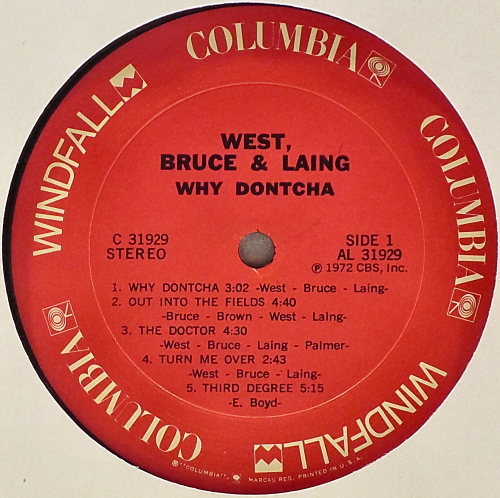 COLUMBIA
WINDFALL
COLUMBIA
WEST,
BRUCE & LAING
WHY DONTCHA
C 31929
STEREO
SIDE 1
AL 31929
Ⓟ 1972 CBS, Inc.
1. WHY DONTCHA 3:02 -West - Bruce - Laing-
2. OUT INTO THE FIELDS 4:40
-Bruce - Brown - West - Laing-
3. THE DOCTOR 4:30
-West - Bruce - Laing - Palmer-
4. TURN ME OVER 2:43
-West - Bruce - Laing-
5. THIRD DEGREE 5:15
-E. Boyd-
COLUMBIA
WINDFALL
® "COLUMBIA", MARCAS REG. PRINTED IN U.S.A.